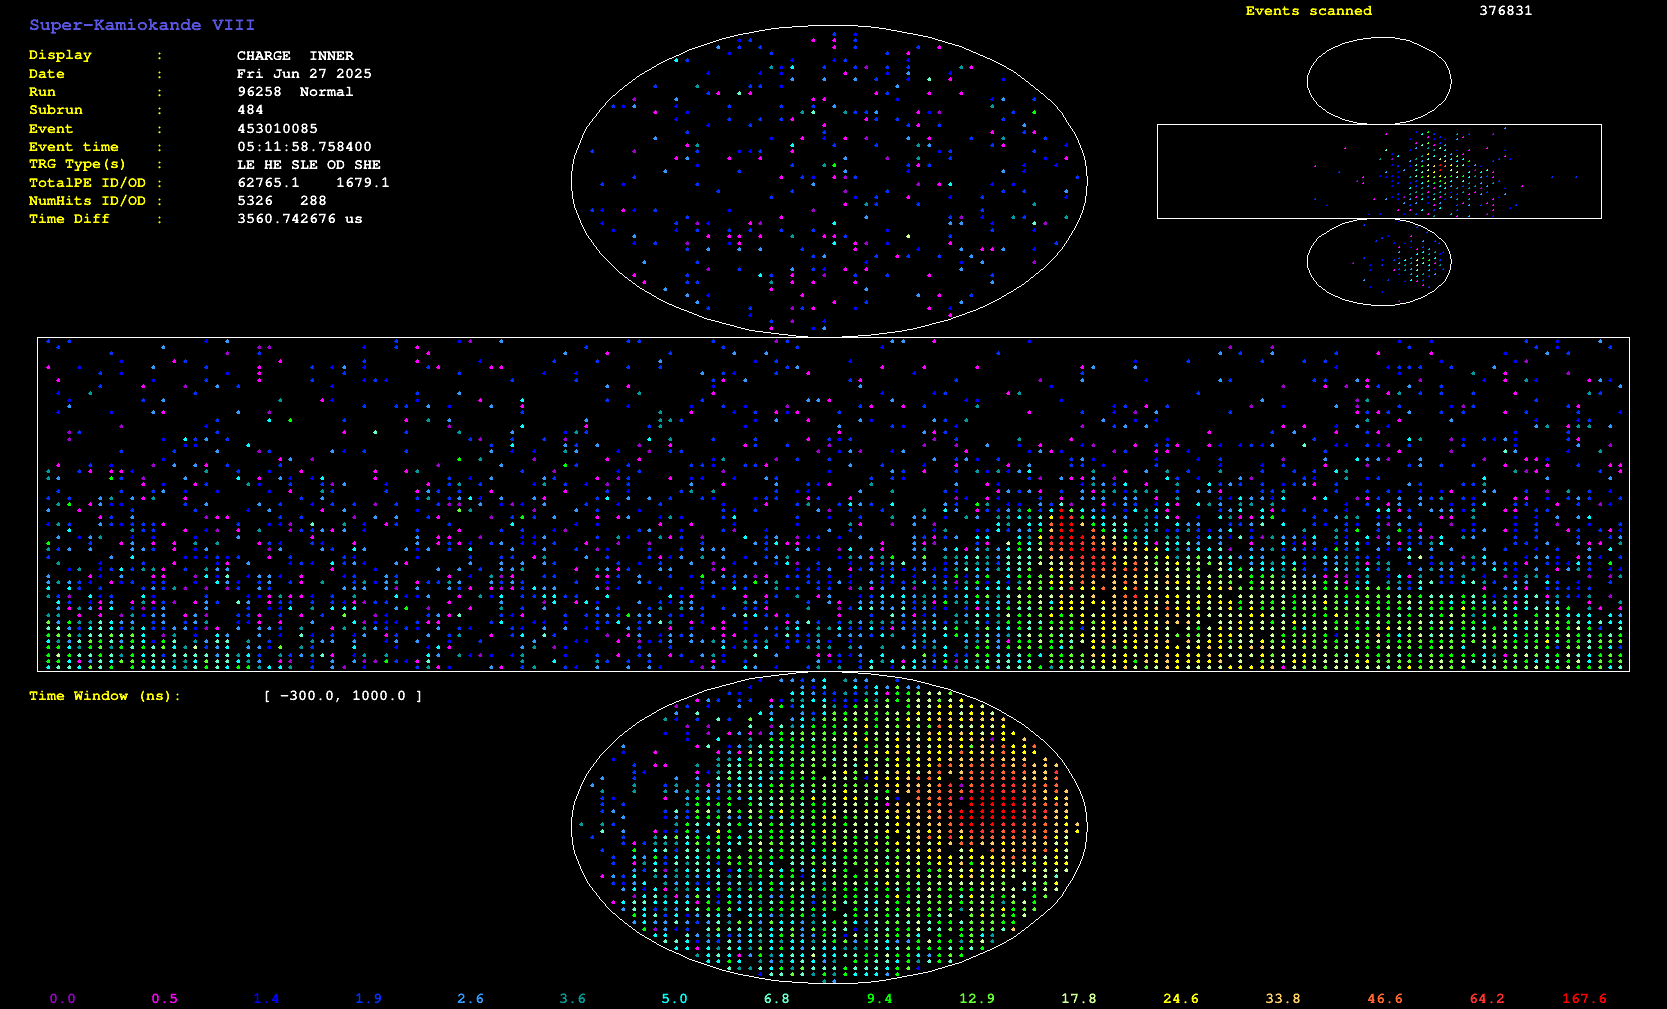 Super-Kamiokande VIII
Events scanned 376831
Display : CHARGE INNER
Date : Fri Jun 27 2025
Run : 96258 Normal
Subrun : 484
Event : 453010085
Event time : 05:11:58.758400
TRG Type(s) : LE HE SLE OD SHE
TotalPE ID/OD : 62765.1 1679.1
NumHits ID/OD : 5326 288
Time Diff : 3560.742676 us
Time Window (ns): [ -300.0, 1000.0 ]
0.0 0.5 1.4 1.9 2.6 3.6 5.0 6.8 9.4 12.9 17.8 24.6 33.8 46.6 64.2 167.6